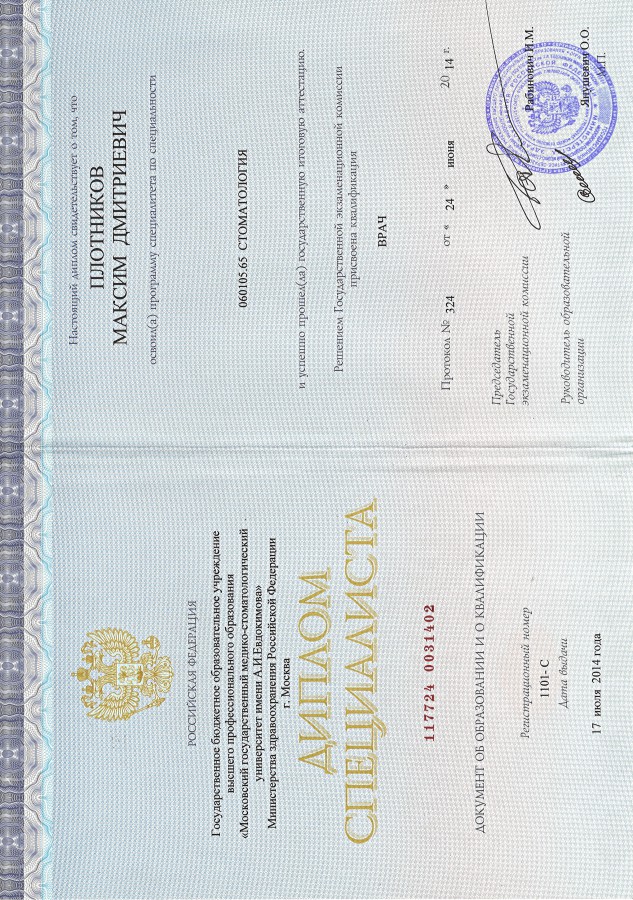 РОССИЙСКАЯ ФЕДЕРАЦИЯ
Государственное бюджетное образовательное учреждение
высшего профессионального образования
«Московский государственный медико-стоматологический
университет имени А.И.Евдокимова»
Министерства здравоохранения Российской Федерации
г. Москва
ДИПЛОМ
СПЕЦИАЛИСТА
117724 0031402
ДОКУМЕНТ ОБ ОБРАЗОВАНИИ И О КВАЛИФИКАЦИИ
Регистрационный номер
1101-С
Дата выдачи
17 июля 2014 года
Настоящий диплом свидетельствует о том, что
ПЛОТНИКОВ
МАКСИМ ДМИТРИЕВИЧ
освоил(а) программу специалитета по специальности
060105.65 СТОМАТОЛОГИЯ
и успешно прошел(ла) государственную итоговую аттестацию.
Решением Государственной экзаменационной комиссии
присвоена квалификация
ВРАЧ
Протокол № 324 от « 24 » июня 20 14 г.
Председатель
Государственной
экзаменационной комиссии
Рабинович И.М.
Руководитель образовательной
организации
Янушевич О.О.
М.П.